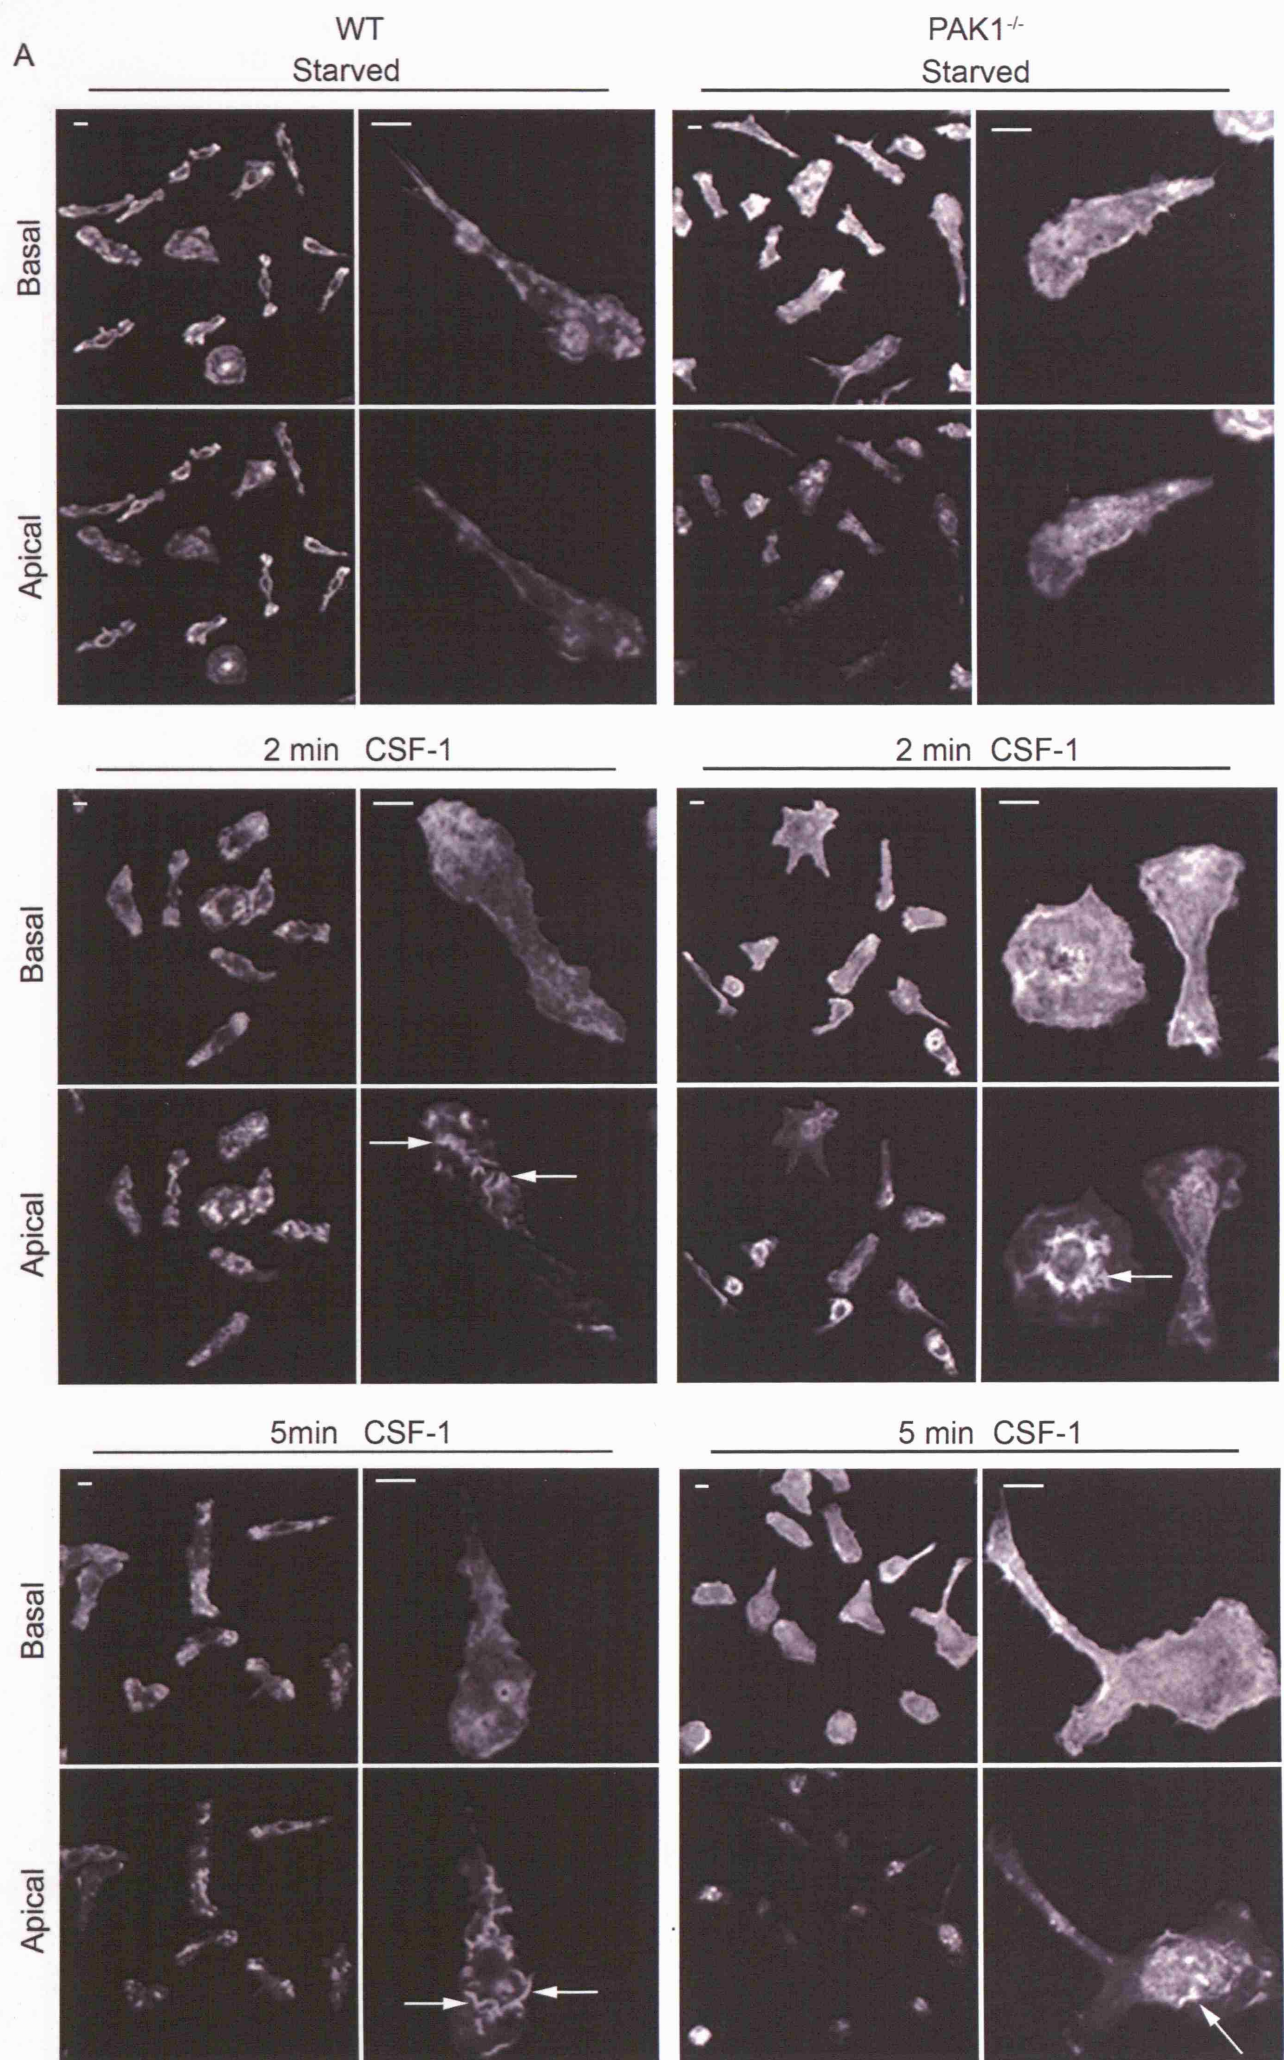 A
WT
Starved
PAK1-/-
Starved
Basal
Apical
2 min CSF-1
2 min CSF-1
Basal
Apical
5min CSF-1
5 min CSF-1
Basal
Apical